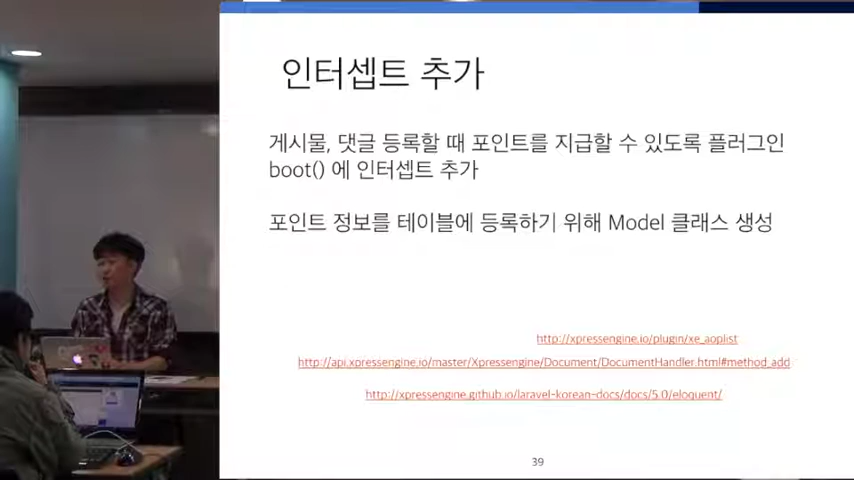 인터셉트 추가
게시물, 댓글 등록할 때 포인트를 지급할 수 있도록 플러그인
boot() 에 인터셉트 추가
포인트 정보를 테이블에 등록하기 위해 Model 클래스 생성
http://xpressengine.io/plugin/xe_aoplist
http://api.xpressengine.io/master/Xpressengine/Document/DocumentHandler.html#method_add
http://xpressengine.github.io/laravel-korean-docs/docs/5.0/eloquent/
39